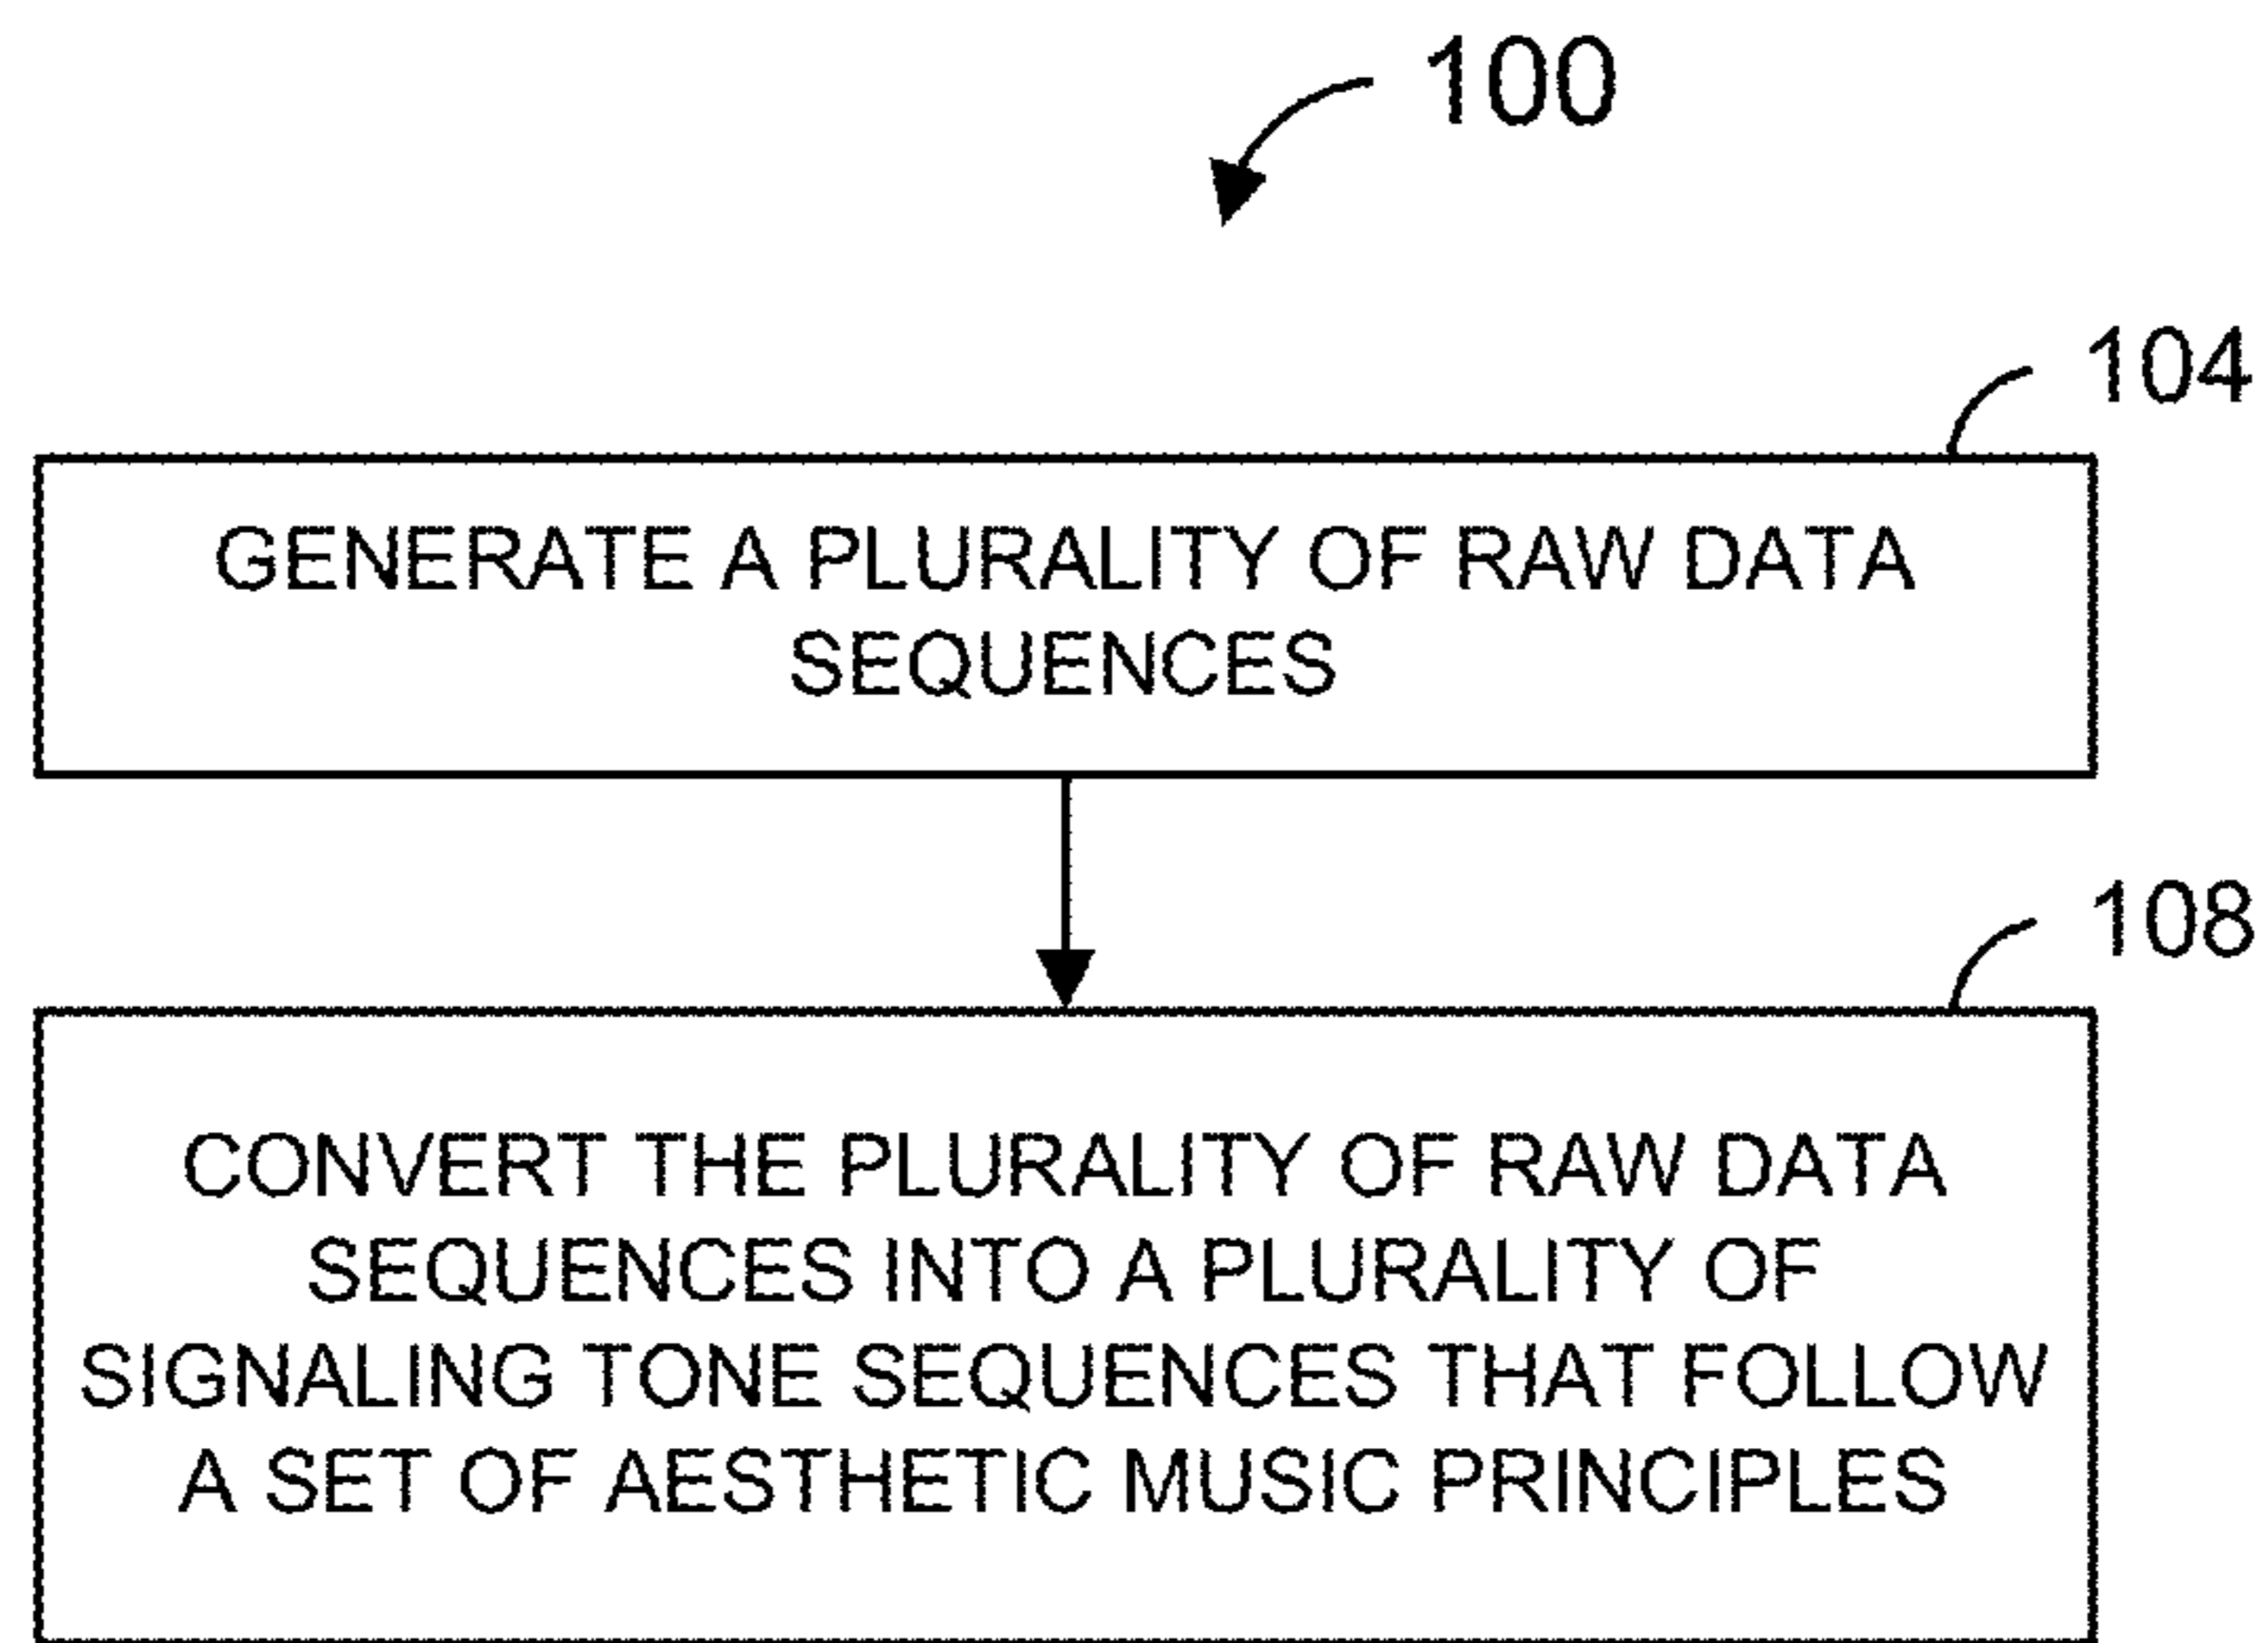 100
104
GENERATE A PLURALITY OF RAW DATA
SEQUENCES
108
CONVERT THE PLURALITY OF RAW DATA
SEQUENCES INTO A PLURALITY OF
SIGNALING TONE SEQUENCES THAT FOLLOW
A SET OF AESTHETIC MUSIC PRINCIPLES